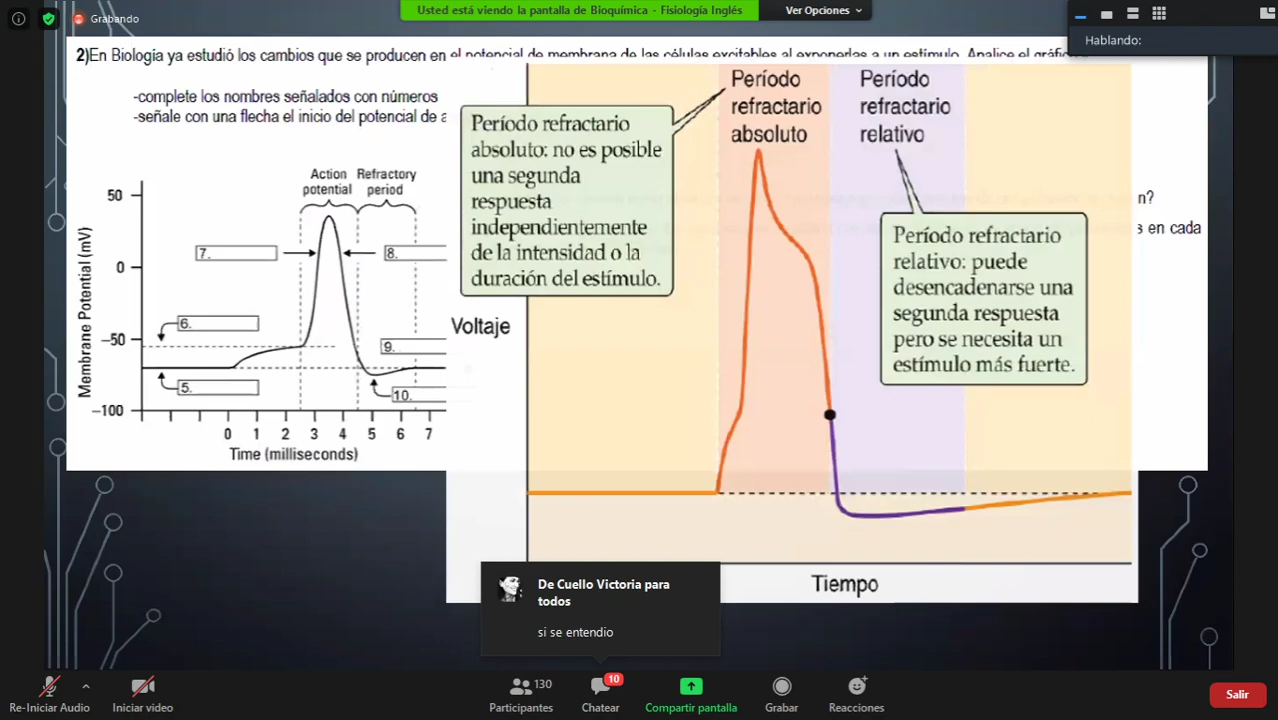 Grabando
Usted está viendo la pantalla de Bioquímica - Fisiología Inglés
Ver Opciones
Hablando:
2)En Biología ya estudió los cambios que se producen en el potencial de membrana de las células excitables al exponerlas a un estímulo. Analice el
-complete los nombres señalados con números
-señale con una flecha el inicio del potencial de a
n?
s en cada
Action potential
Refractory period
Membrane Potential (mV)
50
0
-50
-100
7.
8.
6.
9.
5.
10.
0 1 2 3 4 5 6 7
Time (milliseconds)
Período refractario absoluto
Período refractario relativo
Período refractario
absoluto: no es posible
una segunda
respuesta
independientemente
de la intensidad o la
duración del estímulo.
Período refractario
relativo: puede
desencadenarse una
segunda respuesta
pero se necesita un
estímulo más fuerte.
Voltaje
Tiempo
De Cuello Victoria para
todos
si se entendio
Re-Iniciar Audio
Iniciar video
130
Participantes
10
Chatear
Compartir pantalla
Grabar
Reacciones
Salir